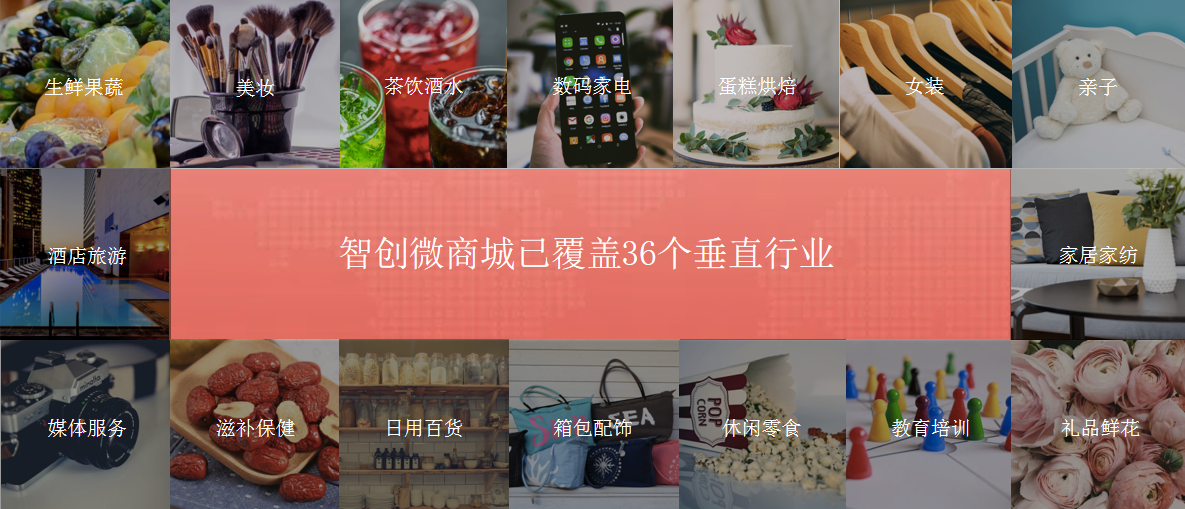 生鲜果蔬
美妆
茶饮酒水
数码家电
蛋糕烘焙
女装
亲子
酒店旅游
智创微商城已覆盖36个垂直行业
家居家纺
媒体服务
滋补保健
日用百货
箱包配饰
SEA
POP
CORN
休闲零食
教育培训
礼品鲜花